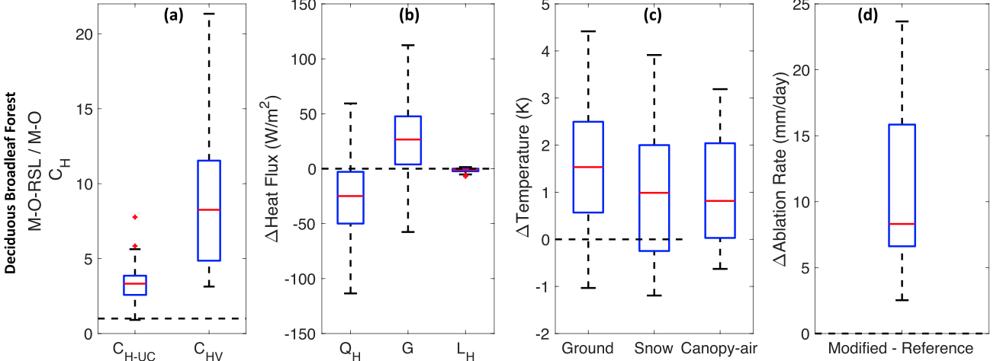 Deciduous Broadleaf Forest
M-O-RSL / M-O
C_H
(a)
20
15
10
5
0
C_H-UC
C_HV
ΔHeat Flux (W/m²)
(b)
150
100
50
0
-50
-100
-150
Q_H
G
L_H
ΔTemperature (K)
(c)
5
4
3
2
1
0
-1
-2
Ground
Snow
Canopy-air
ΔAblation Rate (mm/day)
(d)
25
20
15
10
5
0
Modified - Reference